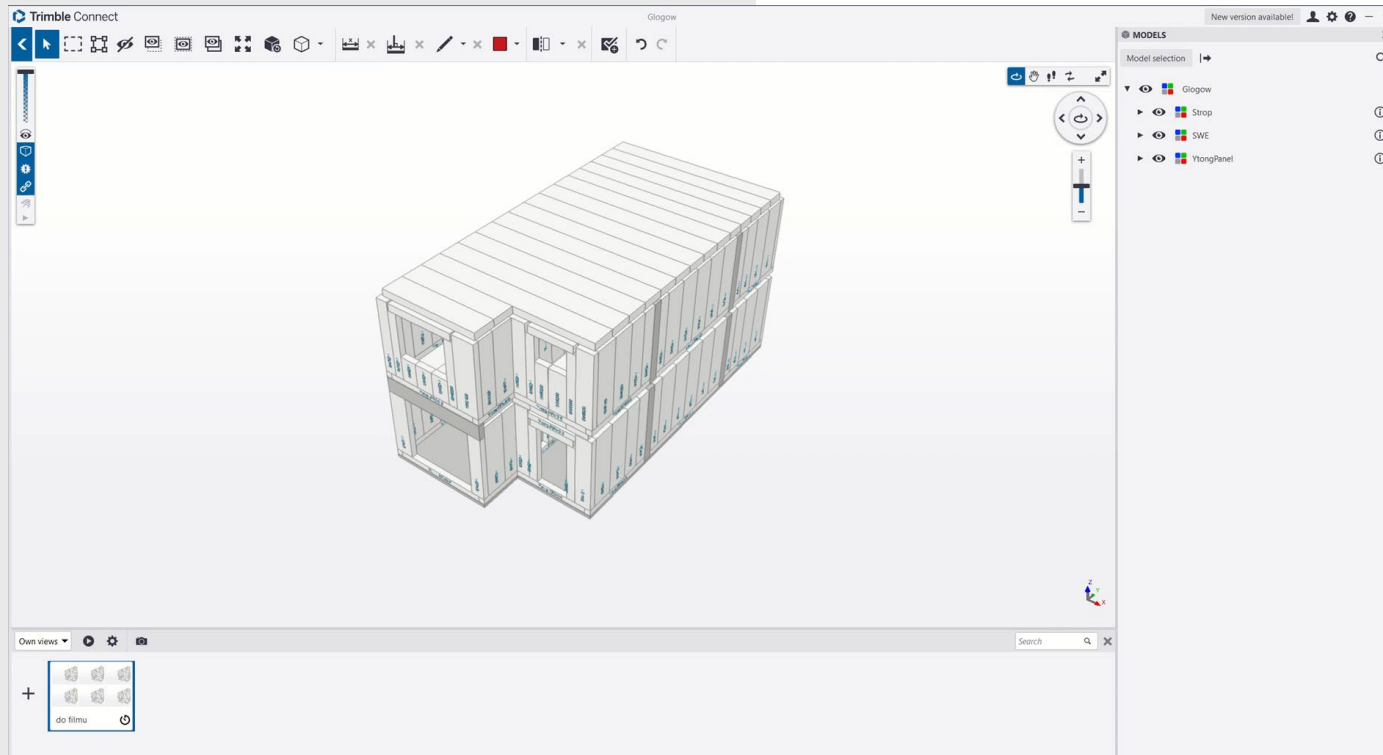 Trimble Connect
Glogow
New version available!
MODELS
Model selection
Glogow
Strop
SWE
YtongPanel
Z
Y
X
Own views
Search
do filmu